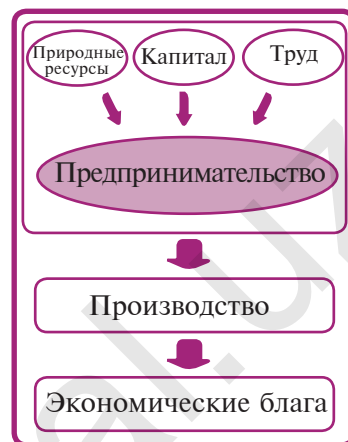 Природные
ресурсы
Капитал
Труд
Предпринимательство
Производство
Экономические блага